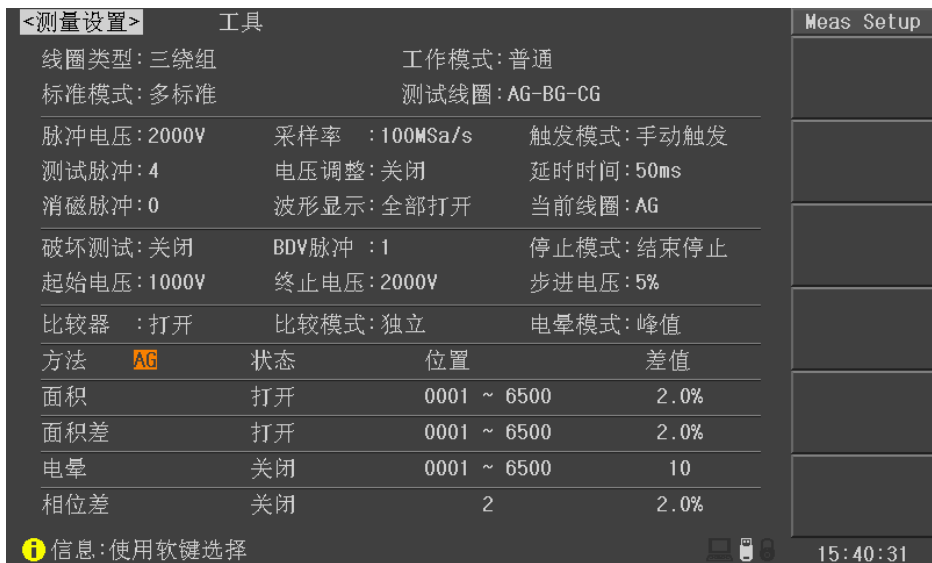 <测量设置> 工具 Meas Setup
线圈类型:三绕组 工作模式:普通
标准模式:多标准 测试线圈:AG-BG-CG
脉冲电压:2000V 采样率 :100MSa/s 触发模式:手动触发
测试脉冲:4 电压调整:关闭 延时时间:50ms
消磁脉冲:0 波形显示:全部打开 当前线圈:AG
破坏测试:关闭 BDV脉冲 :1 停止模式:结束停止
起始电压:1000V 终止电压:2000V 步进电压:5%
比较器 :打开 比较模式:独立 电晕模式:峰值
方法 AG 状态 位置 差值
面积 打开 0001 ~ 6500 2.0%
面积差 打开 0001 ~ 6500 2.0%
电晕 关闭 0001 ~ 6500 10
相位差 关闭 2 2.0%
信息:使用软键选择 15:40:31